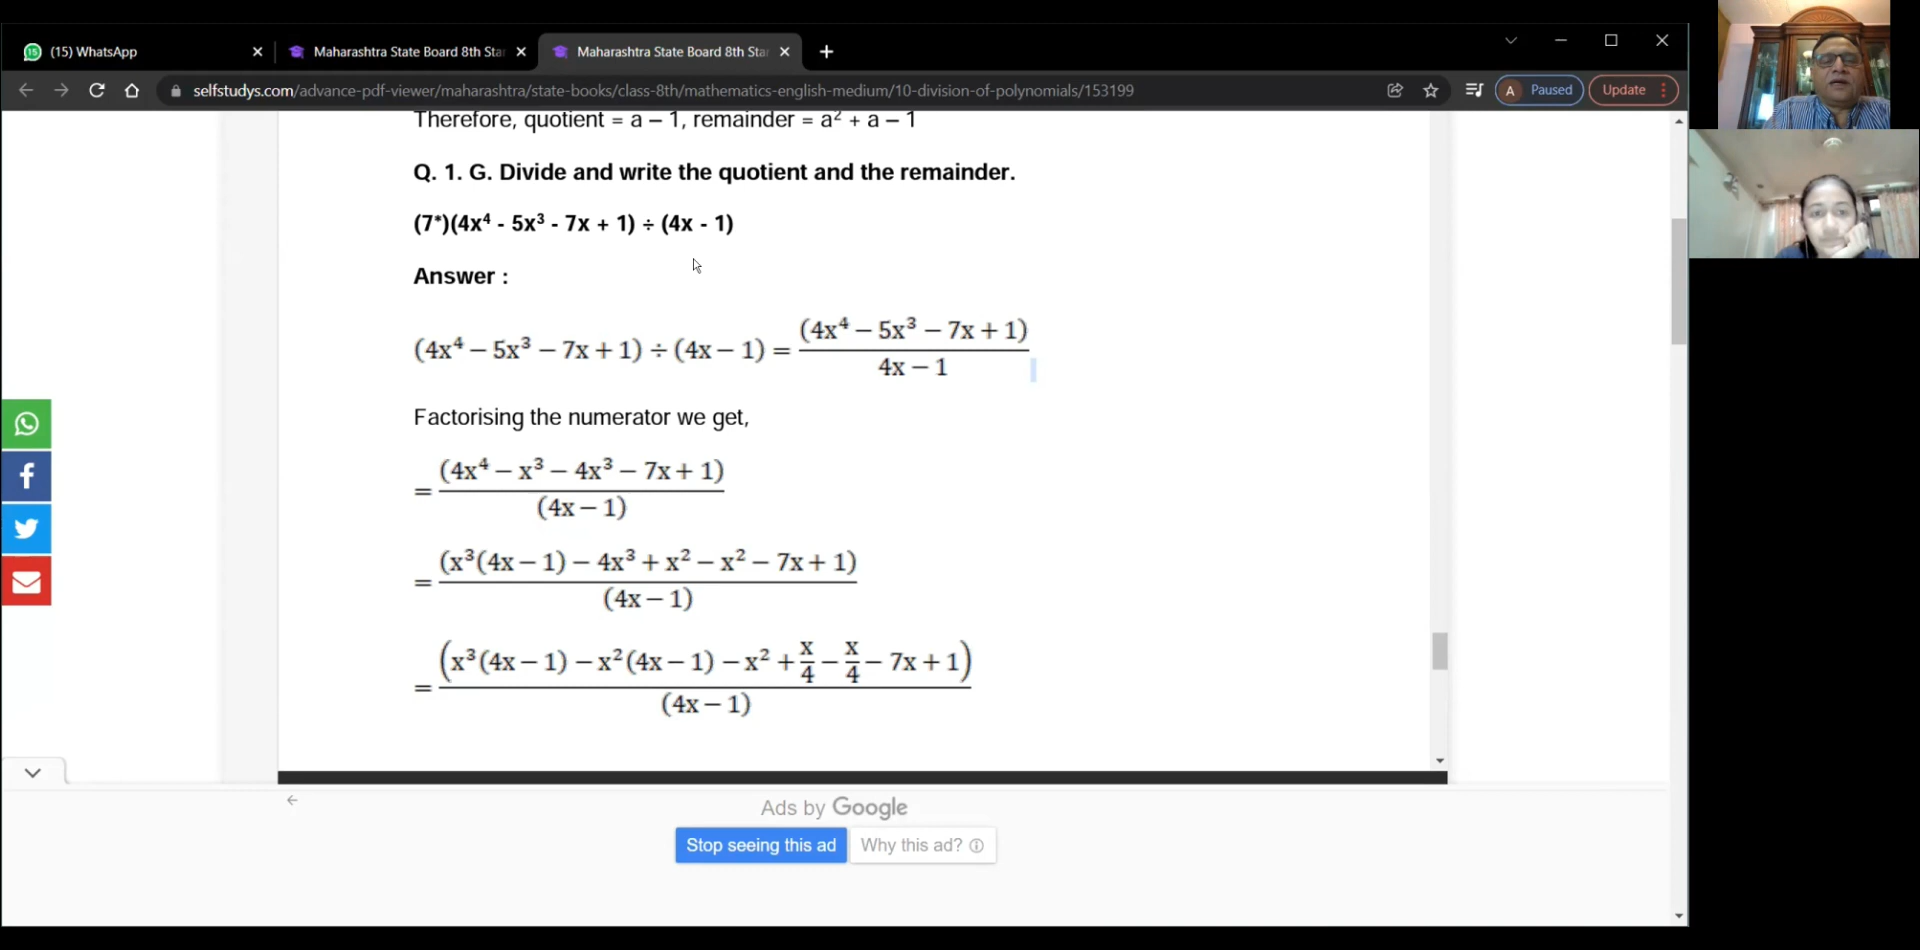 (15) WhatsApp
Maharashtra State Board 8th Sta
Maharashtra State Board 8th Sta
selfstudys.com/advance-pdf-viewer/maharashtra/state-books/class-8th/mathematics-english-medium/10-division-of-polynomials/153199
A Paused
Update
Therefore, quotient = a – 1, remainder = a² + a – 1
Q. 1. G. Divide and write the quotient and the remainder.
(7*)(4x⁴ - 5x³ - 7x + 1) ÷ (4x - 1)
Answer :
(4x⁴ − 5x³ − 7x + 1) ÷ (4x − 1) = (4x⁴ − 5x³ − 7x + 1) / 4x − 1
Factorising the numerator we get,
= (4x⁴ − x³ − 4x³ − 7x + 1) / (4x − 1)
= (x³(4x − 1) − 4x³ + x² − x² − 7x + 1) / (4x − 1)
= (x³(4x − 1) − x²(4x − 1) − x² + x/4 − x/4 − 7x + 1) / (4x − 1)
Ads by Google
Stop seeing this ad
Why this ad?